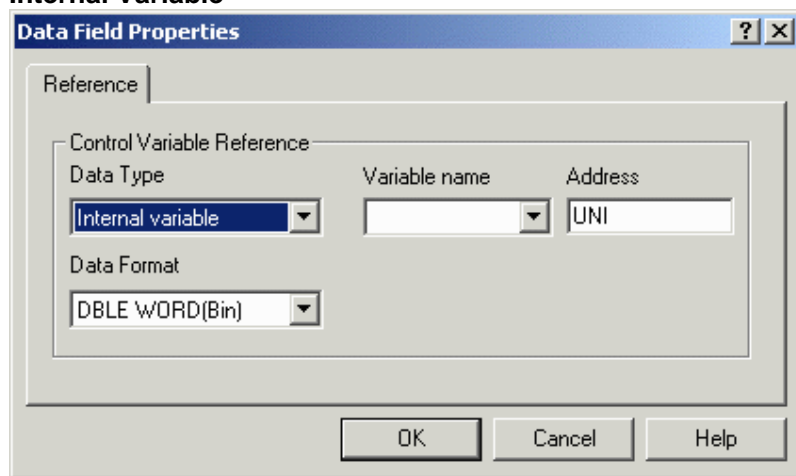 Internal Variable
Data Field Properties
Reference
Control Variable Reference
Data Type Variable name Address
Internal variable UNI
Data Format
DBLE WORD(Bin)
OK Cancel Help